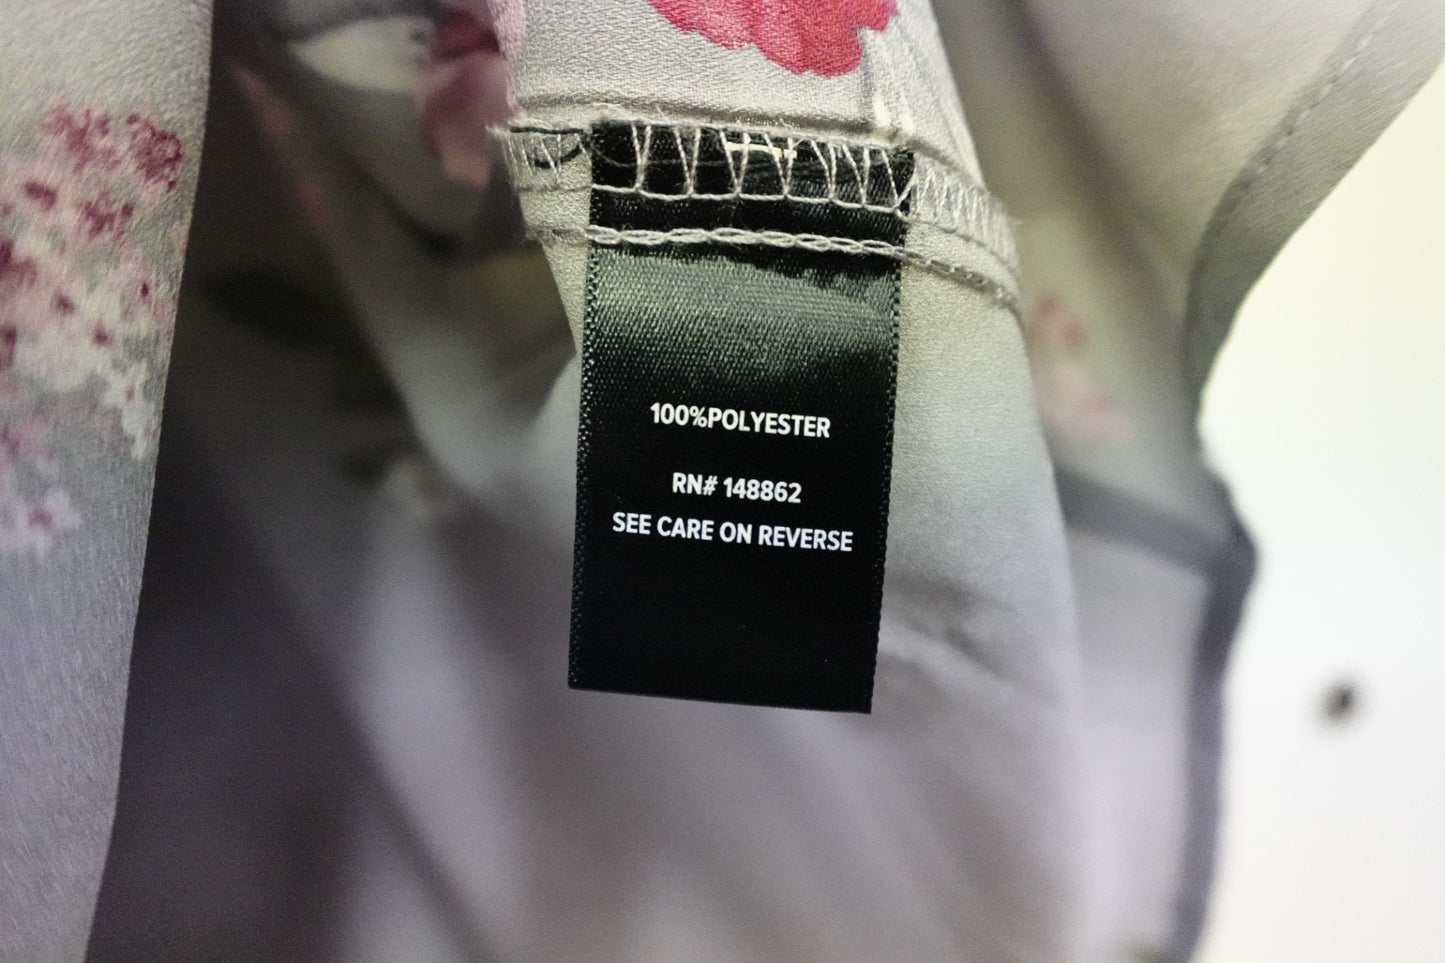 100%POLYESTER
RN# 148862
SEE CARE ON REVERSE